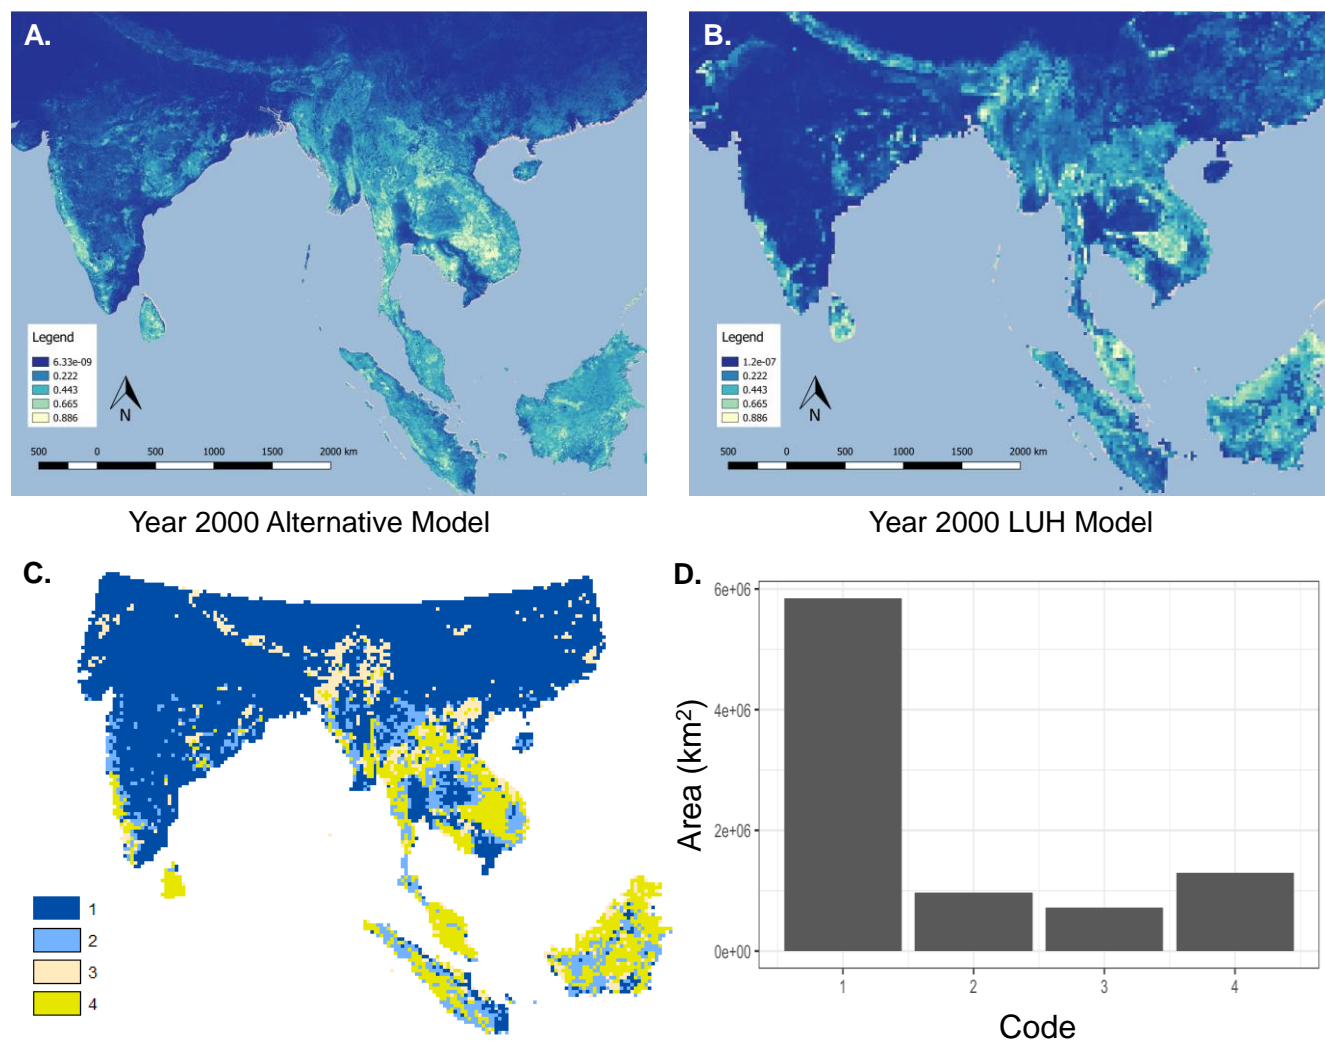 A.
Legend
6.33e-09
0.222
0.443
0.665
0.886
N
500 0 500 1000 1500 2000 km
Year 2000 Alternative Model
B.
Legend
1.2e-07
0.222
0.443
0.665
0.886
N
500 0 500 1000 1500 2000 km
Year 2000 LUH Model
C.
1
2
3
4
D.
6e+06
4e+06
2e+06
0e+00
Area (km²)
1 2 3 4
Code